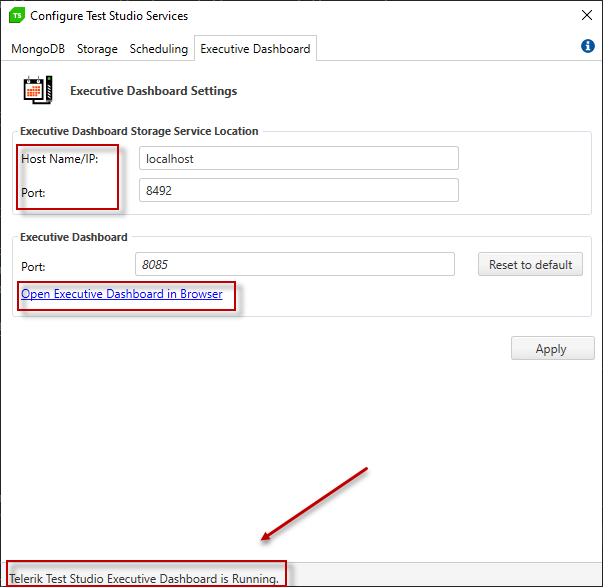 TS Configure Test Studio Services
MongoDB Storage Scheduling Executive Dashboard
i
Executive Dashboard Settings
Executive Dashboard Storage Service Location
Host Name/IP: localhost
Port: 8492
Executive Dashboard
Port: 8085 Reset to default
Open Executive Dashboard in Browser
Apply
Telerik Test Studio Executive Dashboard is Running.